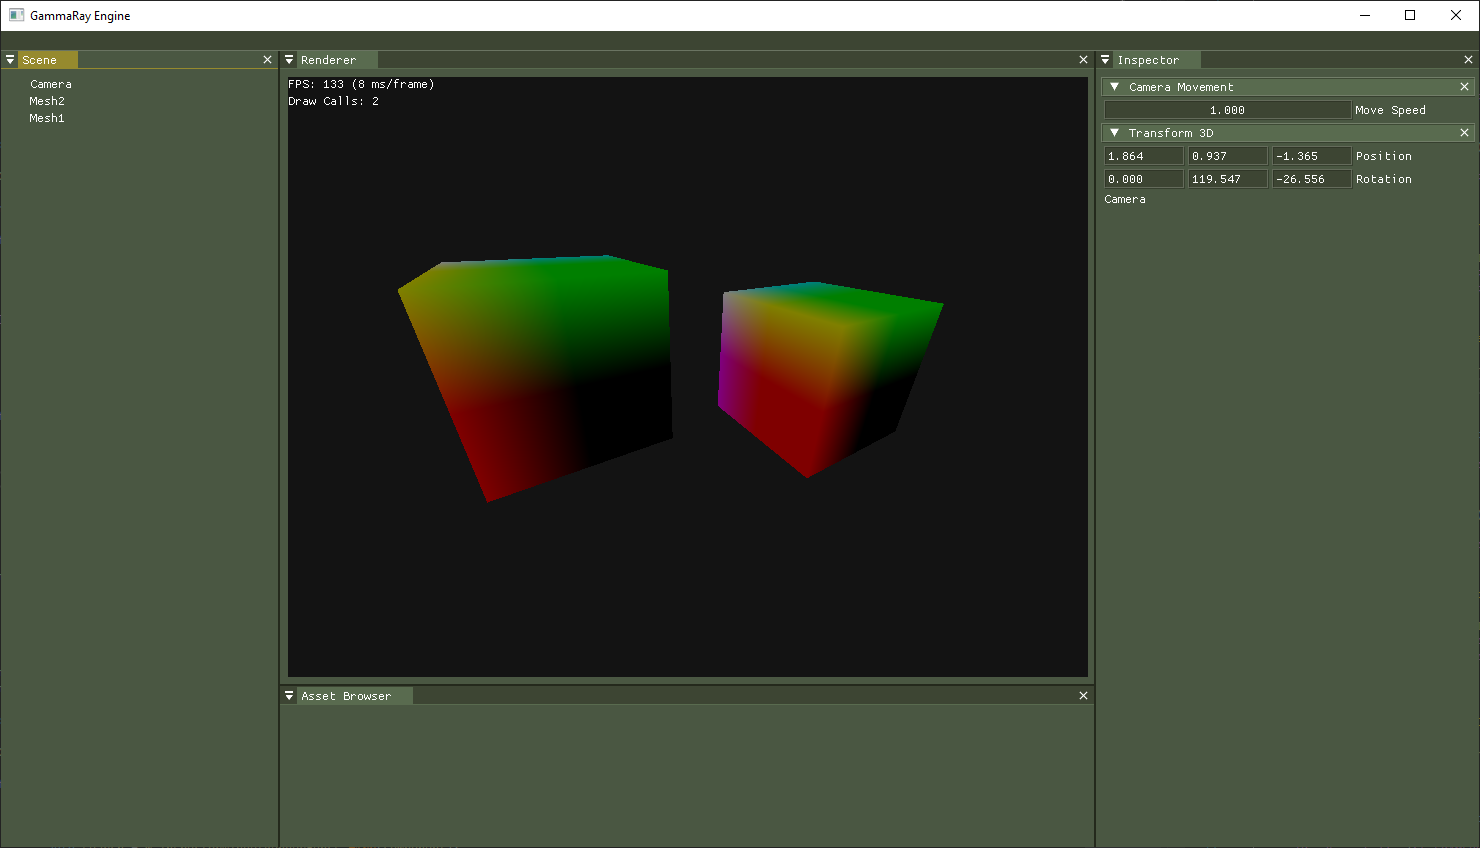 GammaRay Engine
Scene
Camera
Mesh2
Mesh1
Renderer
FPS: 133 (8 ms/frame)
Draw Calls: 2
Asset Browser
Inspector
Camera Movement
1.000 Move Speed
Transform 3D
1.864 0.937 -1.365 Position
0.000 119.547 -26.556 Rotation
Camera